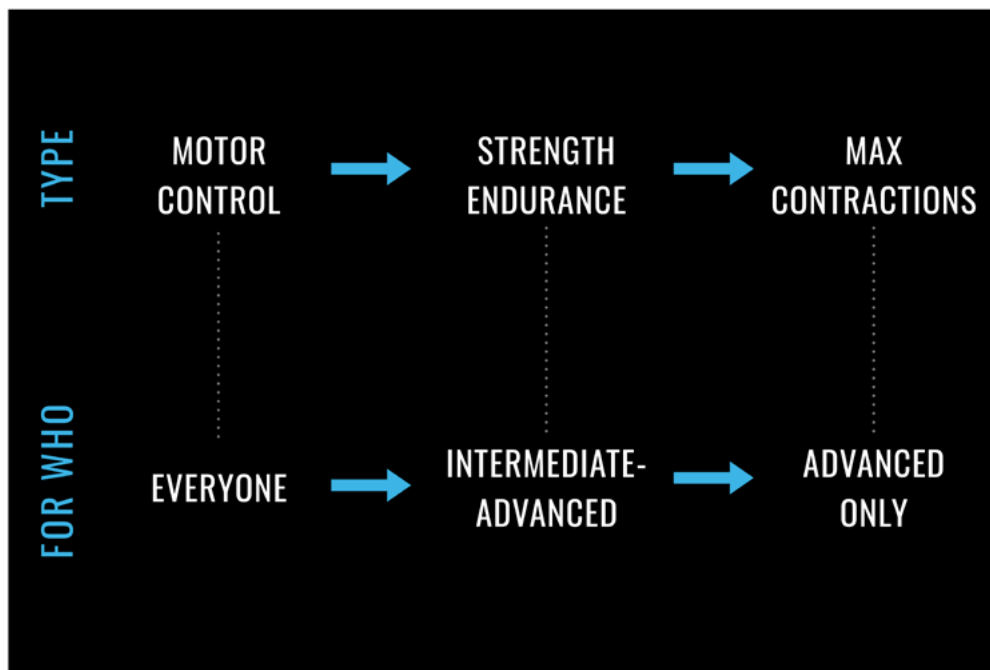 TYPE
MOTOR
CONTROL
STRENGTH
ENDURANCE
MAX
CONTRACTIONS
FOR WHO
EVERYONE
INTERMEDIATE-
ADVANCED
ADVANCED
ONLY